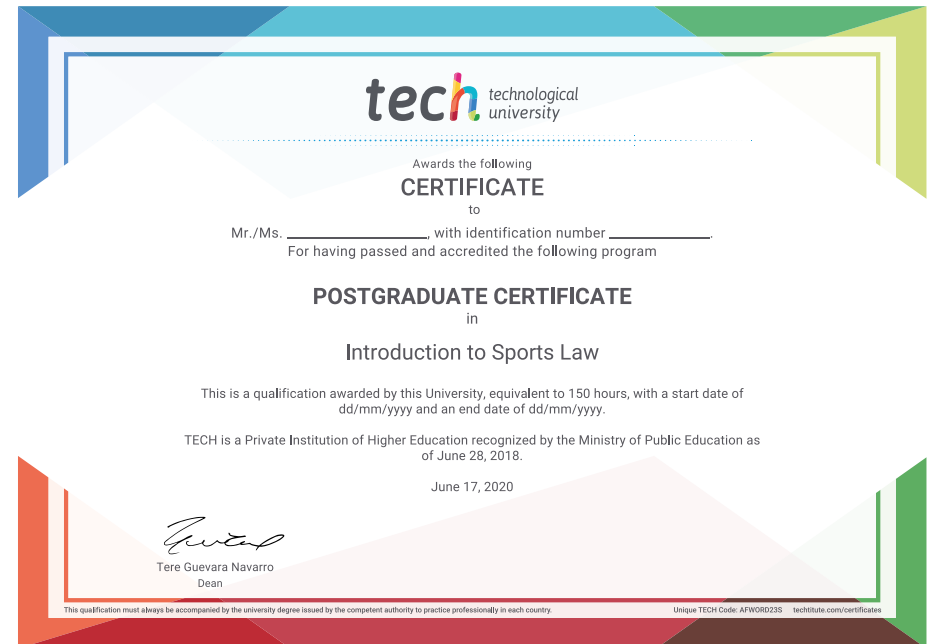 tech technological
university
Awards the following
CERTIFICATE
to
Mr./Ms. ____________________, with identification number ______________.
For having passed and accredited the following program
POSTGRADUATE CERTIFICATE
in
Introduction to Sports Law
This is a qualification awarded by this University, equivalent to 150 hours, with a start date of
dd/mm/yyyy and an end date of dd/mm/yyyy.
TECH is a Private Institution of Higher Education recognized by the Ministry of Public Education as
of June 28, 2018.
June 17, 2020
Tere Guevara Navarro
Dean
This qualification must always be accompanied by the university degree issued by the competent authority to practice professionally in each country. Unique TECH Code: AFWORD23S techtitute.com/certificates